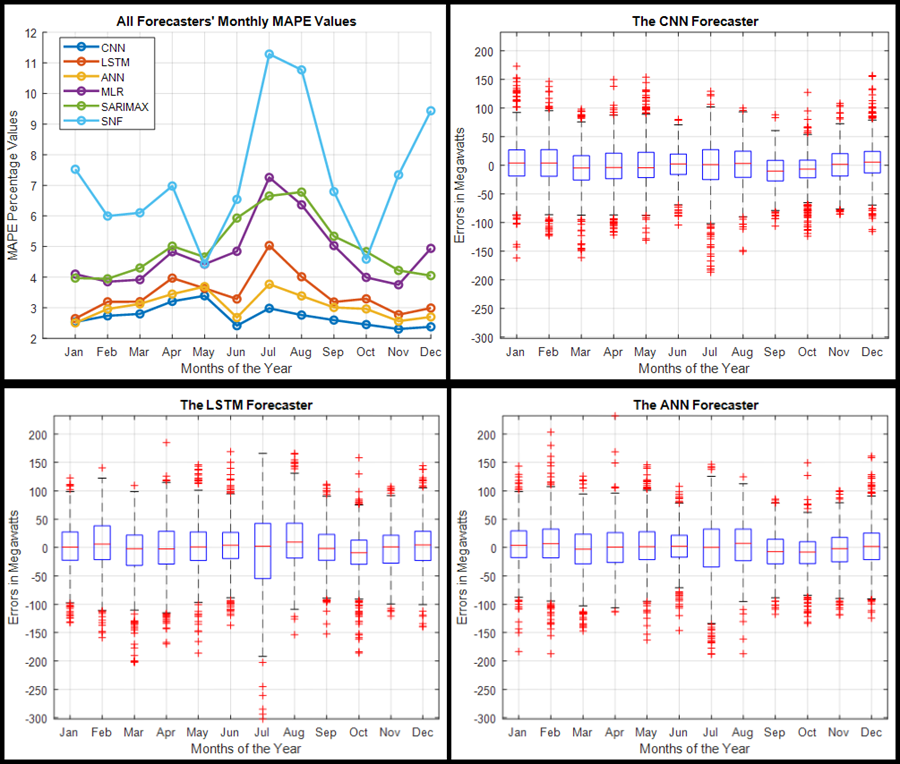 All Forecasters' Monthly MAPE Values
12
11
10
9
8
7
6
5
4
3
2
MAPE Percentage Values
CNN
LSTM
ANN
MLR
SARIMAX
SNF
Jan Feb Mar Apr May Jun Jul Aug Sep Oct Nov Dec
Months of the Year
The CNN Forecaster
200
150
100
50
0
-50
-100
-150
-200
-250
-300
Errors in Megawatts
Jan Feb Mar Apr May Jun Jul Aug Sep Oct Nov Dec
Months of the Year
The LSTM Forecaster
200
150
100
50
0
-50
-100
-150
-200
-250
-300
Errors in Megawatts
Jan Feb Mar Apr May Jun Jul Aug Sep Oct Nov Dec
Months of the Year
The ANN Forecaster
200
150
100
50
0
-50
-100
-150
-200
-250
-300
Errors in Megawatts
Jan Feb Mar Apr May Jun Jul Aug Sep Oct Nov Dec
Months of the Year